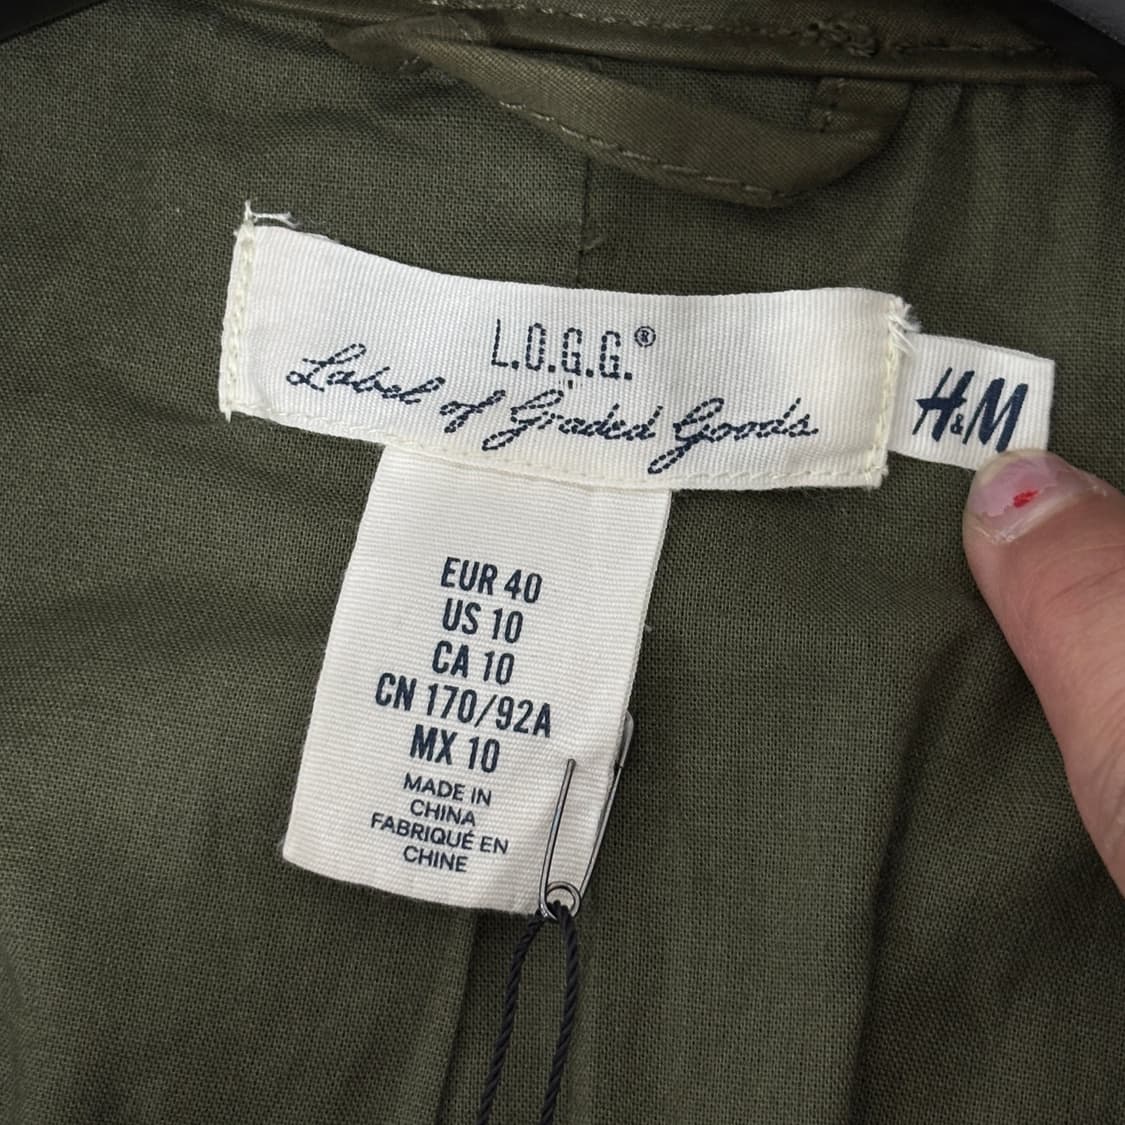 L.O.G.G.®
Label of Graded Goods
H&M
EUR 40
US 10
CA 10
CN 170/92A
MX 10
MADE IN
CHINA
FABRIQUÉ EN
CHINE